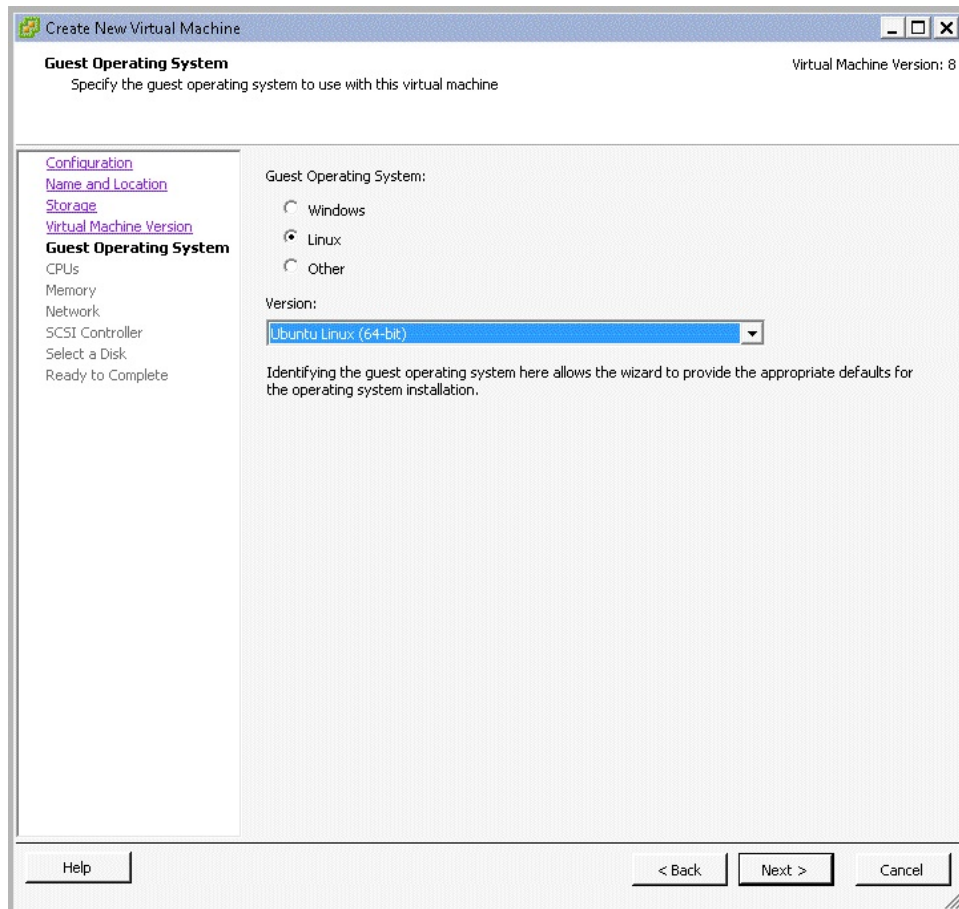 Create New Virtual Machine
Guest Operating System
Specify the guest operating system to use with this virtual machine
Virtual Machine Version: 8
Configuration
Name and Location
Storage
Virtual Machine Version
Guest Operating System
CPUs
Memory
Network
SCSI Controller
Select a Disk
Ready to Complete
Guest Operating System:
Windows
Linux
Other
Version:
Ubuntu Linux (64-bit)
Identifying the guest operating system here allows the wizard to provide the appropriate defaults for
the operating system installation.
Help
< Back
Next >
Cancel